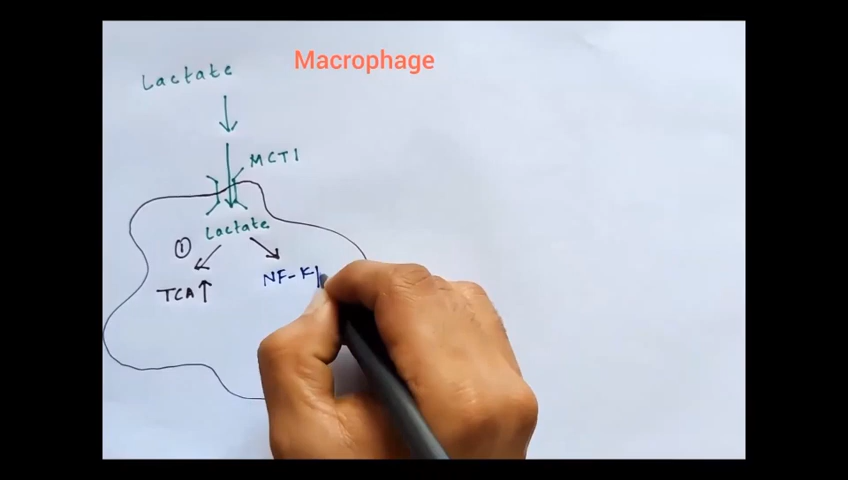 Macrophage
Lactate
MCT1
Lactate
①
TCA↑
NF-K